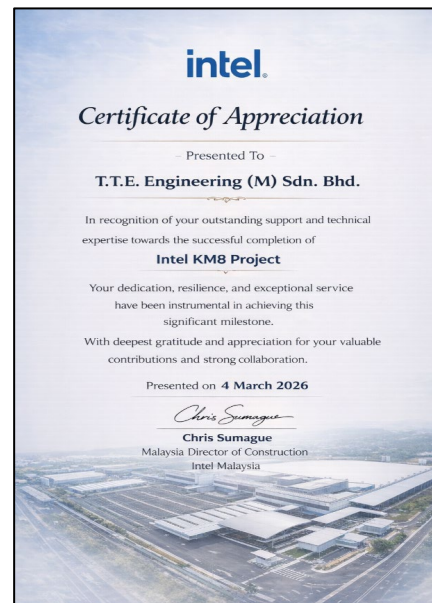 intel.
Certificate of Appreciation
– Presented To –
T.T.E. Engineering (M) Sdn. Bhd.
In recognition of your outstanding support and technical
expertise towards the successful completion of
Intel KM8 Project
Your dedication, resilience, and exceptional service
have been instrumental in achieving this
significant milestone.
With deepest gratitude and appreciation for your valuable
contributions and strong collaboration.
Presented on 4 March 2026
Chris Sumague
Chris Sumague
Malaysia Director of Construction
Intel Malaysia